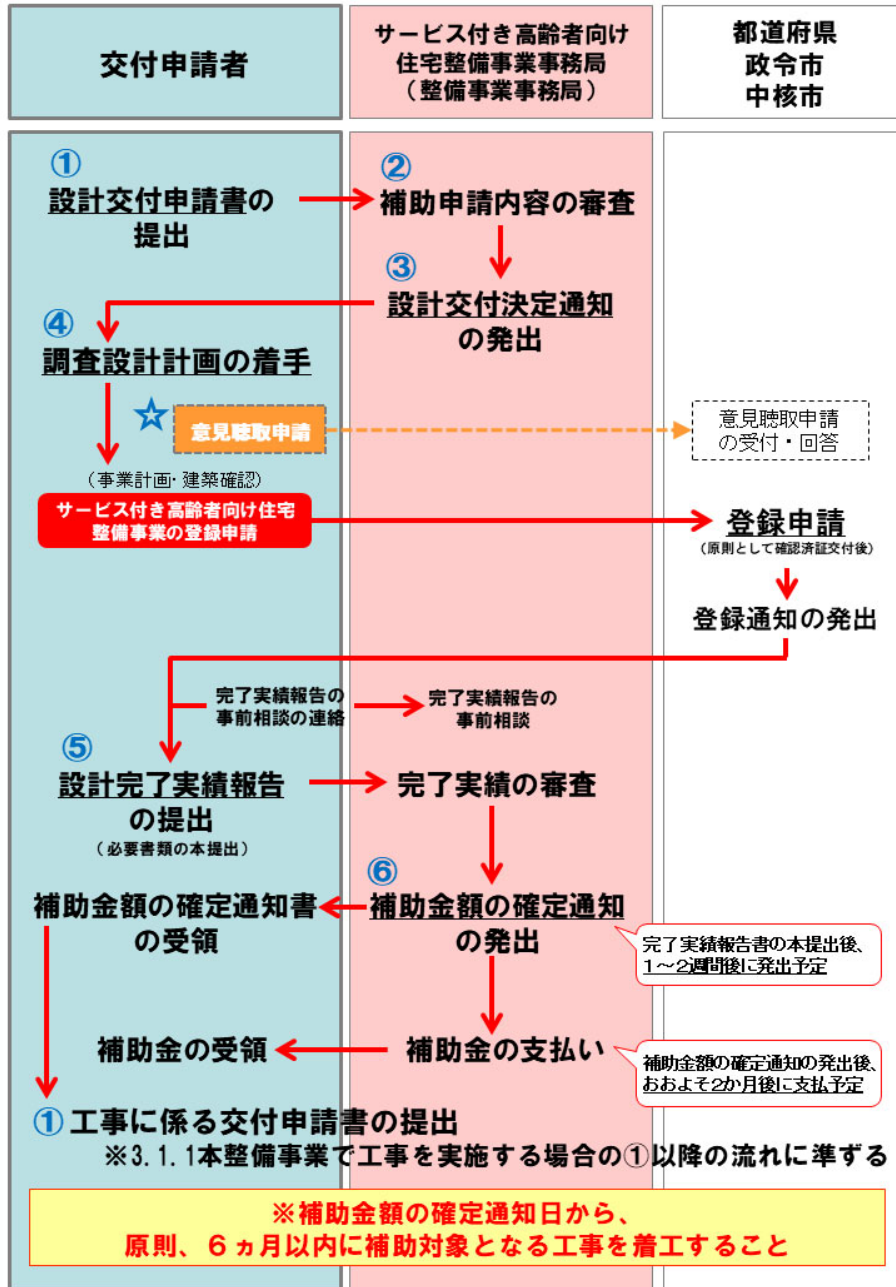 交付申請者
サービス付き高齢者向け
住宅整備事業事務局
（整備事業事務局）
都道府県
政令市
中核市
①
設計交付申請書の
提出
②
補助申請内容の審査
③
設計交付決定通知
の発出
④
調査設計計画の着手
☆
意見聴取申請
意見聴取申請
の受付・回答
（事業計画・建築確認）
サービス付き高齢者向け住宅
整備事業の登録申請
登録申請
（原則として確認済証交付後）
登録通知の発出
完了実績報告の
事前相談の連絡
完了実績報告の
事前相談
⑤
設計完了実績報告
の提出
（必要書類の本提出）
完了実績の審査
⑥
補助金額の確定通知
の発出
補助金額の確定通知書
の受領
完了実績報告書の本提出後、
１～２週間後に発出予定
補助金の受領
補助金の支払い
補助金額の確定通知の発出後、
おおよそ2か月後に支払予定
①工事に係る交付申請書の提出
※3.1.1本整備事業で工事を実施する場合の①以降の流れに準ずる
※補助金額の確定通知日から、
原則、６ヵ月以内に補助対象となる工事を着工すること